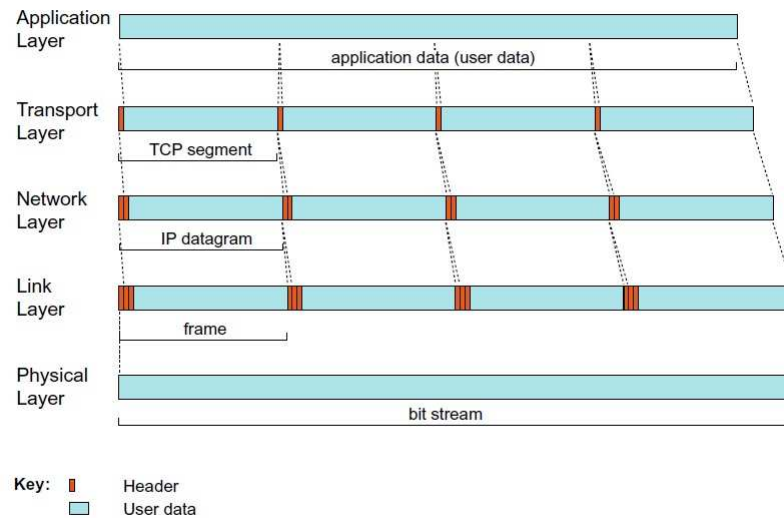 Application
Layer
application data (user data)
Transport
Layer
TCP segment
Network
Layer
IP datagram
Link
Layer
frame
Physical
Layer
bit stream
Key:
Header
User data